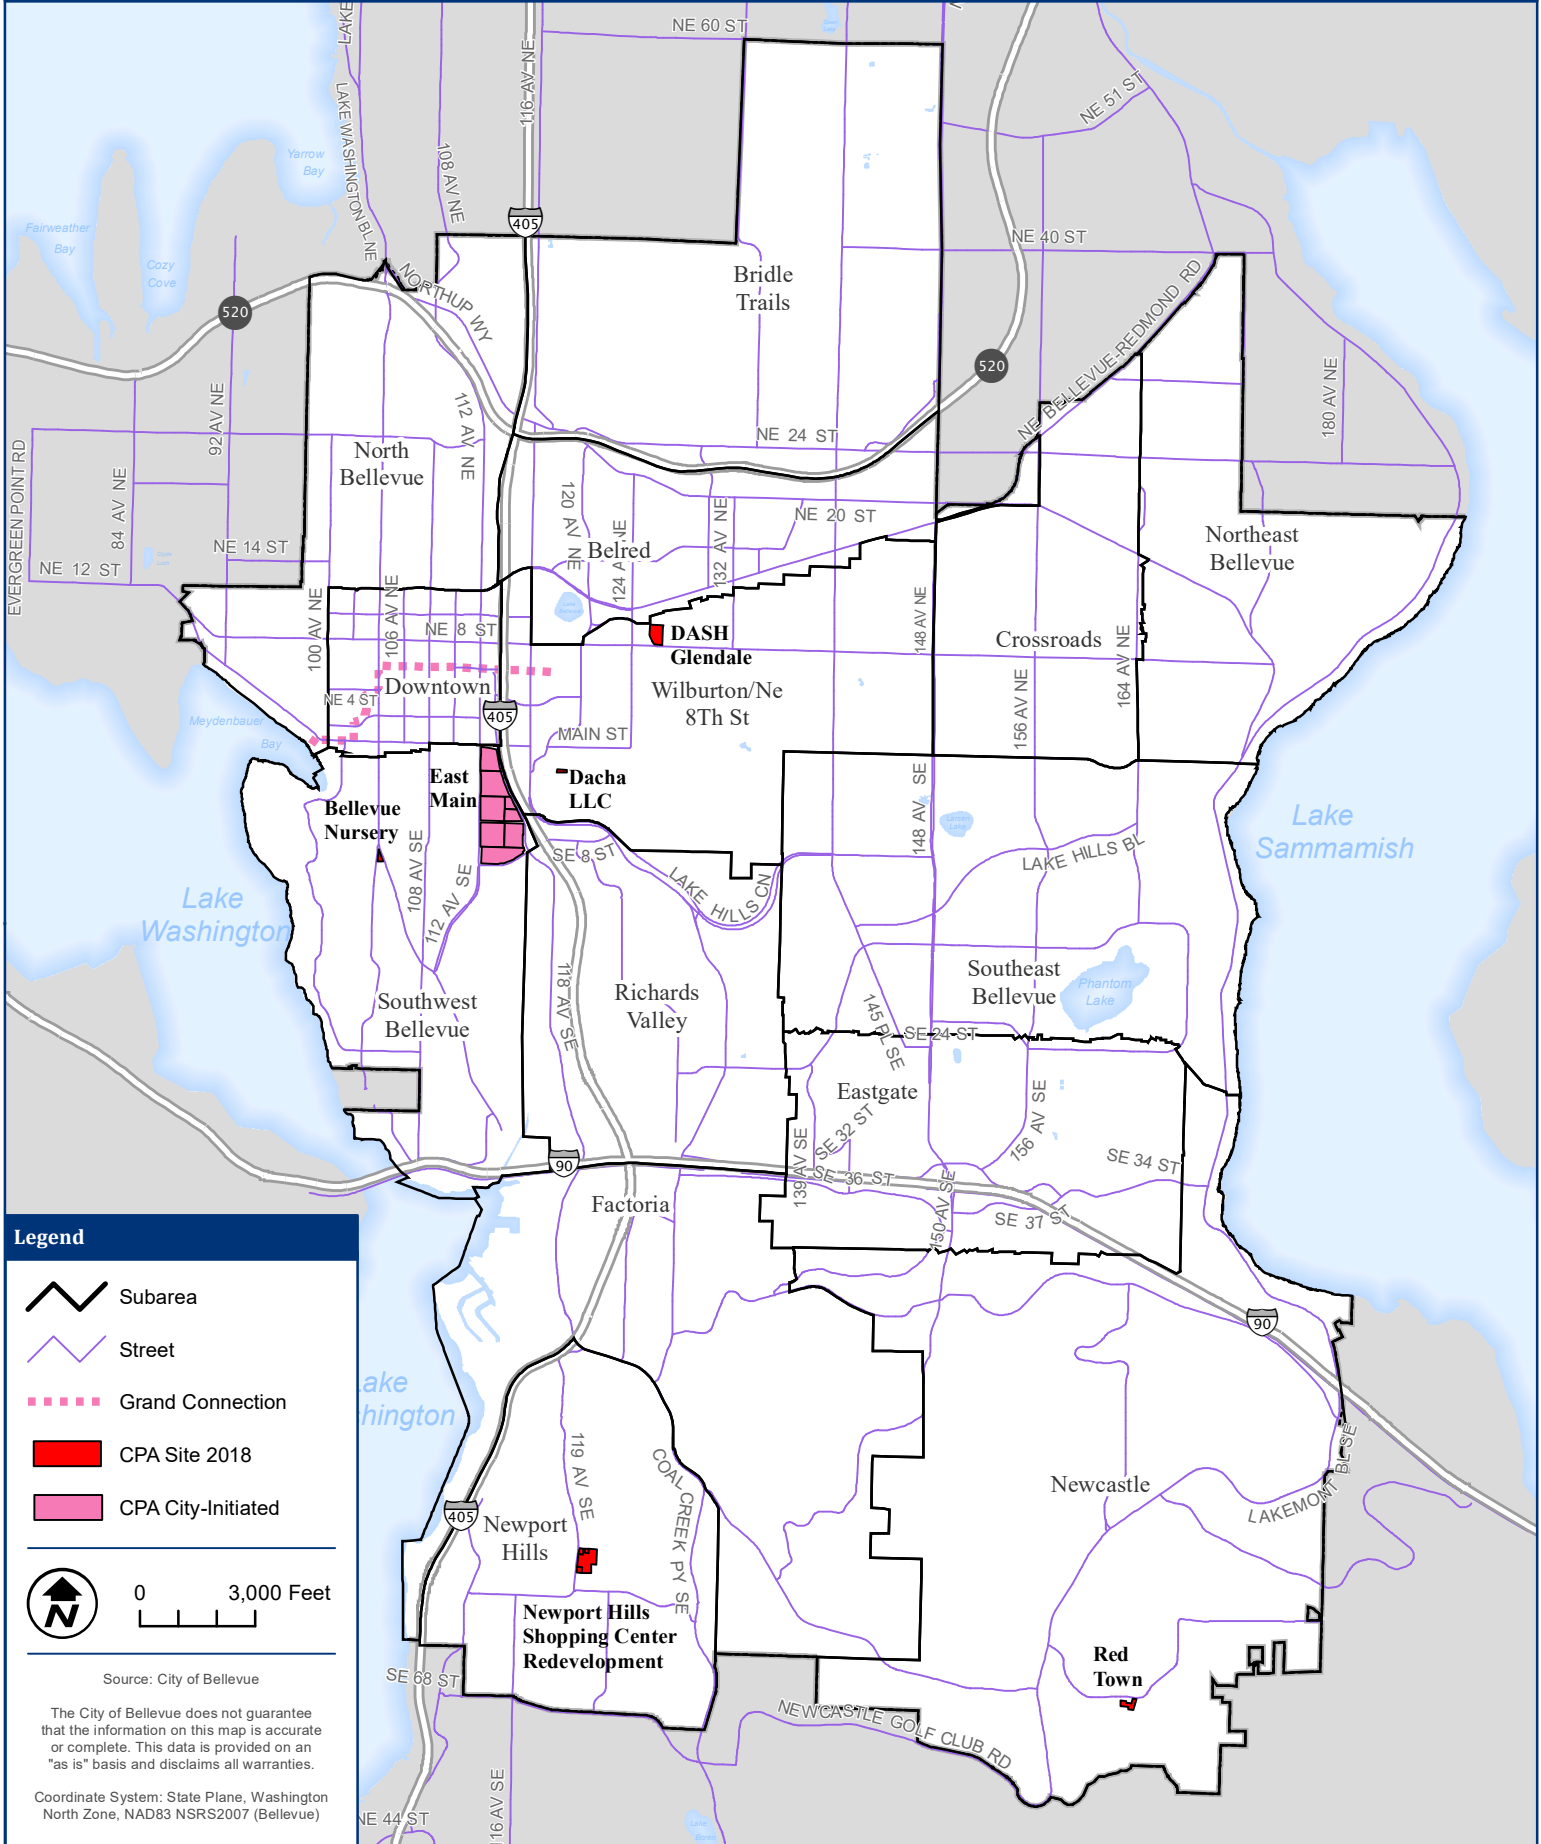 NE 60 ST
LAKE
116 AV NE
LAKE WASHINGTON BL NE
108 AV NE
NE 51 ST
Yarrow
Bay
405
Fairweather
Bay
NE 40 ST
Cozy
Cove
Bridle
Trails
NORTHUP WY
NE BELLEVUE-REDMOND RD
520
520
92 AV NE
180 AV NE
112 AV NE
NE 24 ST
North
Bellevue
EVERGREEN POINT RD
84 AV NE
120 AV NE
NE 20 ST
132 AV NE
124 A NE
Belred
Northeast
Bellevue
NE 14 ST
NE 12 ST
100 AV NE
106 AV NE
148 AV NE
NE 8 ST
DASH
Glendale
Crossroads
164 AV NE
156 AV NE
Downtown
NE 4 ST
Wilburton/Ne
8Th St
405
Meydenbauer
Bay
MAIN ST
East
Main
Dacha
LLC
Bellevue
Nursery
148 AV SE
Larsen
Lake
Lake
Sammamish
108 AV SE
112 AV SE
SE 8 ST
LAKE HILLS CN
LAKE HILLS BL
Lake
Washington
118 AV SE
Richards
Valley
Southeast
Bellevue
Phantom
Lake
Southwest
Bellevue
145 PL SE
SE 24 ST
Eastgate
139 AV SE
SE 32 ST
156 AV SE
SE 34 ST
90
SE 36 ST
Factoria
150 AV SE
SE 37 ST
90
ake
hington
119 AV SE
COAL CREEK PY SE
Newcastle
LAKEMONT BL SE
405
Newport
Hills
Newport Hills
Shopping Center
Redevelopment
Red
Town
SE 68 ST
NEWCASTLE GOLF CLUB RD
116 AV SE
NE 44 ST
Lake
Boren
Legend
Subarea
Street
Grand Connection
CPA Site 2018
CPA City-Initiated
N
0 3,000 Feet
Source: City of Bellevue
The City of Bellevue does not guarantee
that the information on this map is accurate
or complete. This data is provided on an
"as is" basis and disclaims all warranties.
Coordinate System: State Plane, Washington
North Zone, NAD83 NSRS2007 (Bellevue)